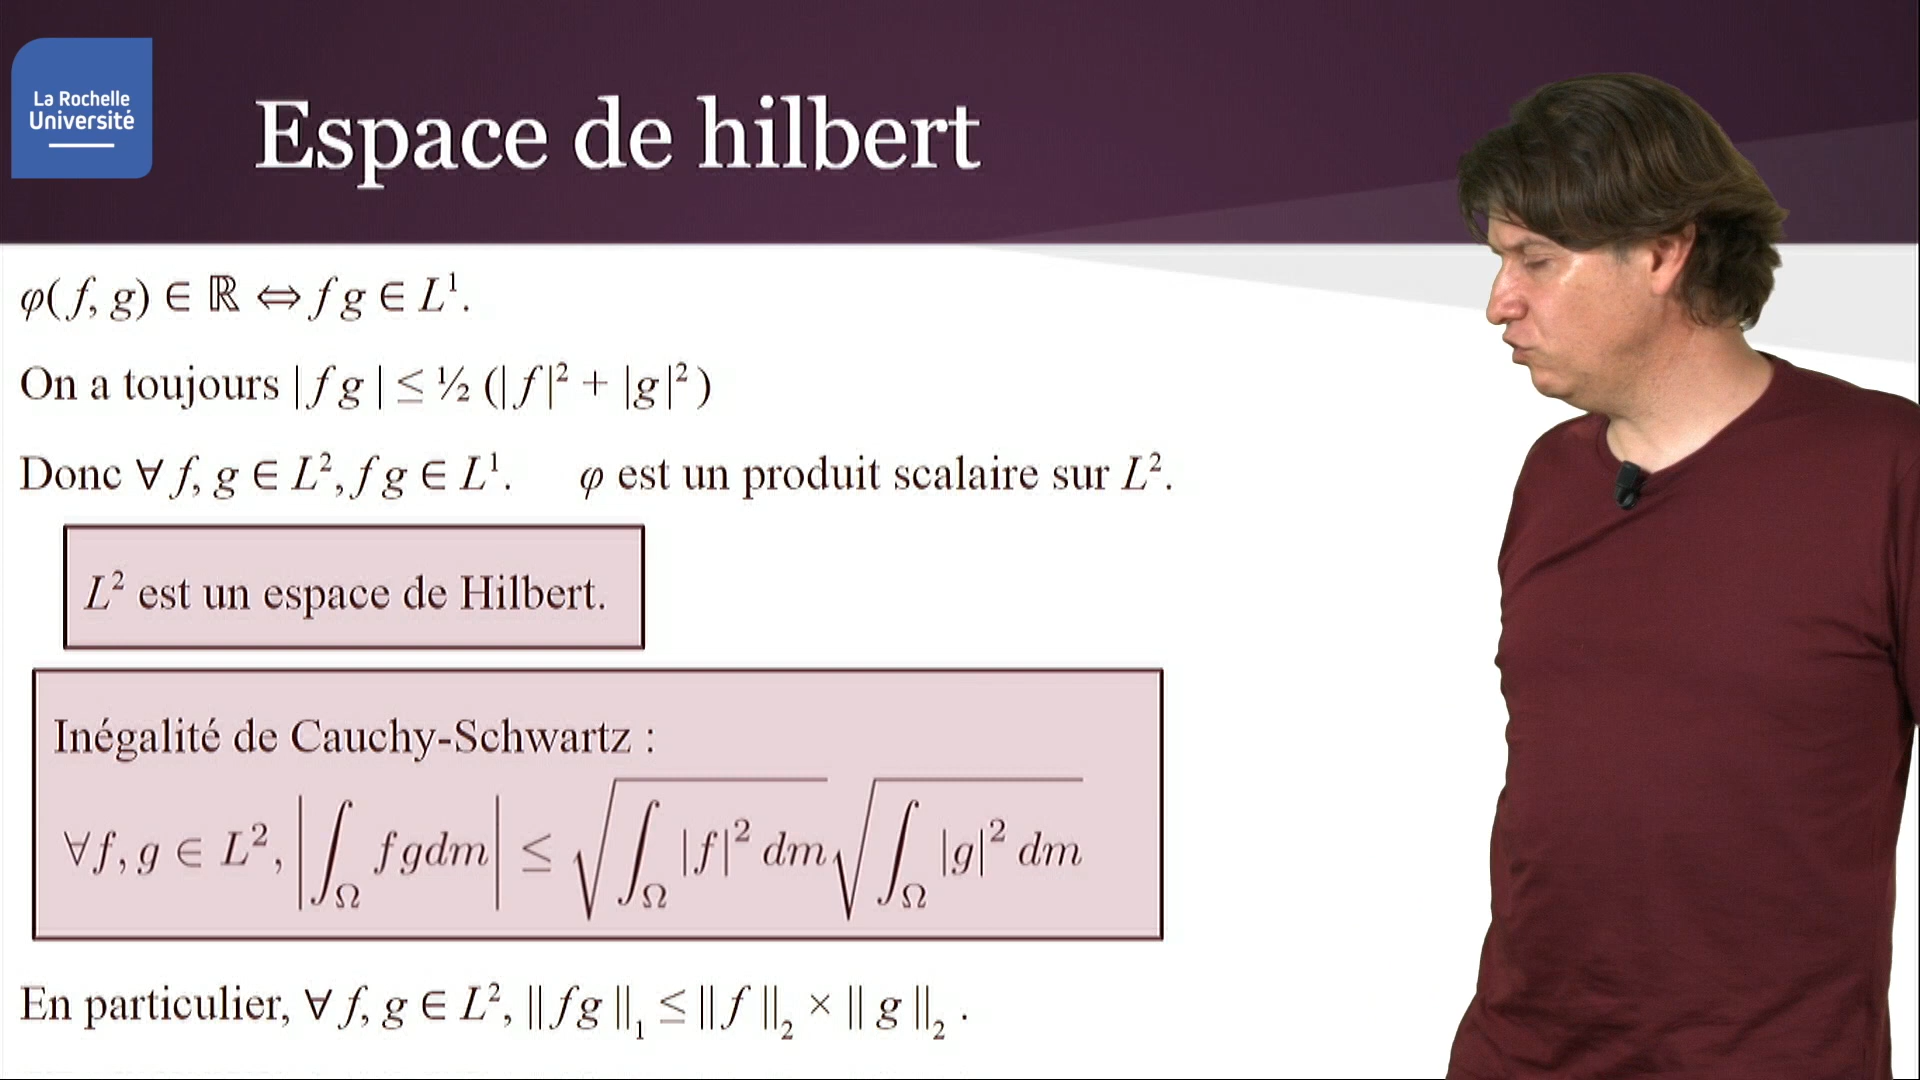 La Rochelle
Université
Espace de hilbert
φ( f, g) ∈ ℝ ⇔ f g ∈ L¹.
On a toujours | f g | ≤ ½ (| f |² + |g|² )
Donc ∀ f, g ∈ L², f g ∈ L¹. φ est un produit scalaire sur L².
L² est un espace de Hilbert.
Inégalité de Cauchy-Schwartz :
∀f, g ∈ L², |∫_Ω fgdm| ≤ √(∫_Ω |f|² dm) √(∫_Ω |g|² dm)
En particulier, ∀ f, g ∈ L², || fg ||₁ ≤ || f ||₂ × || g ||₂ .